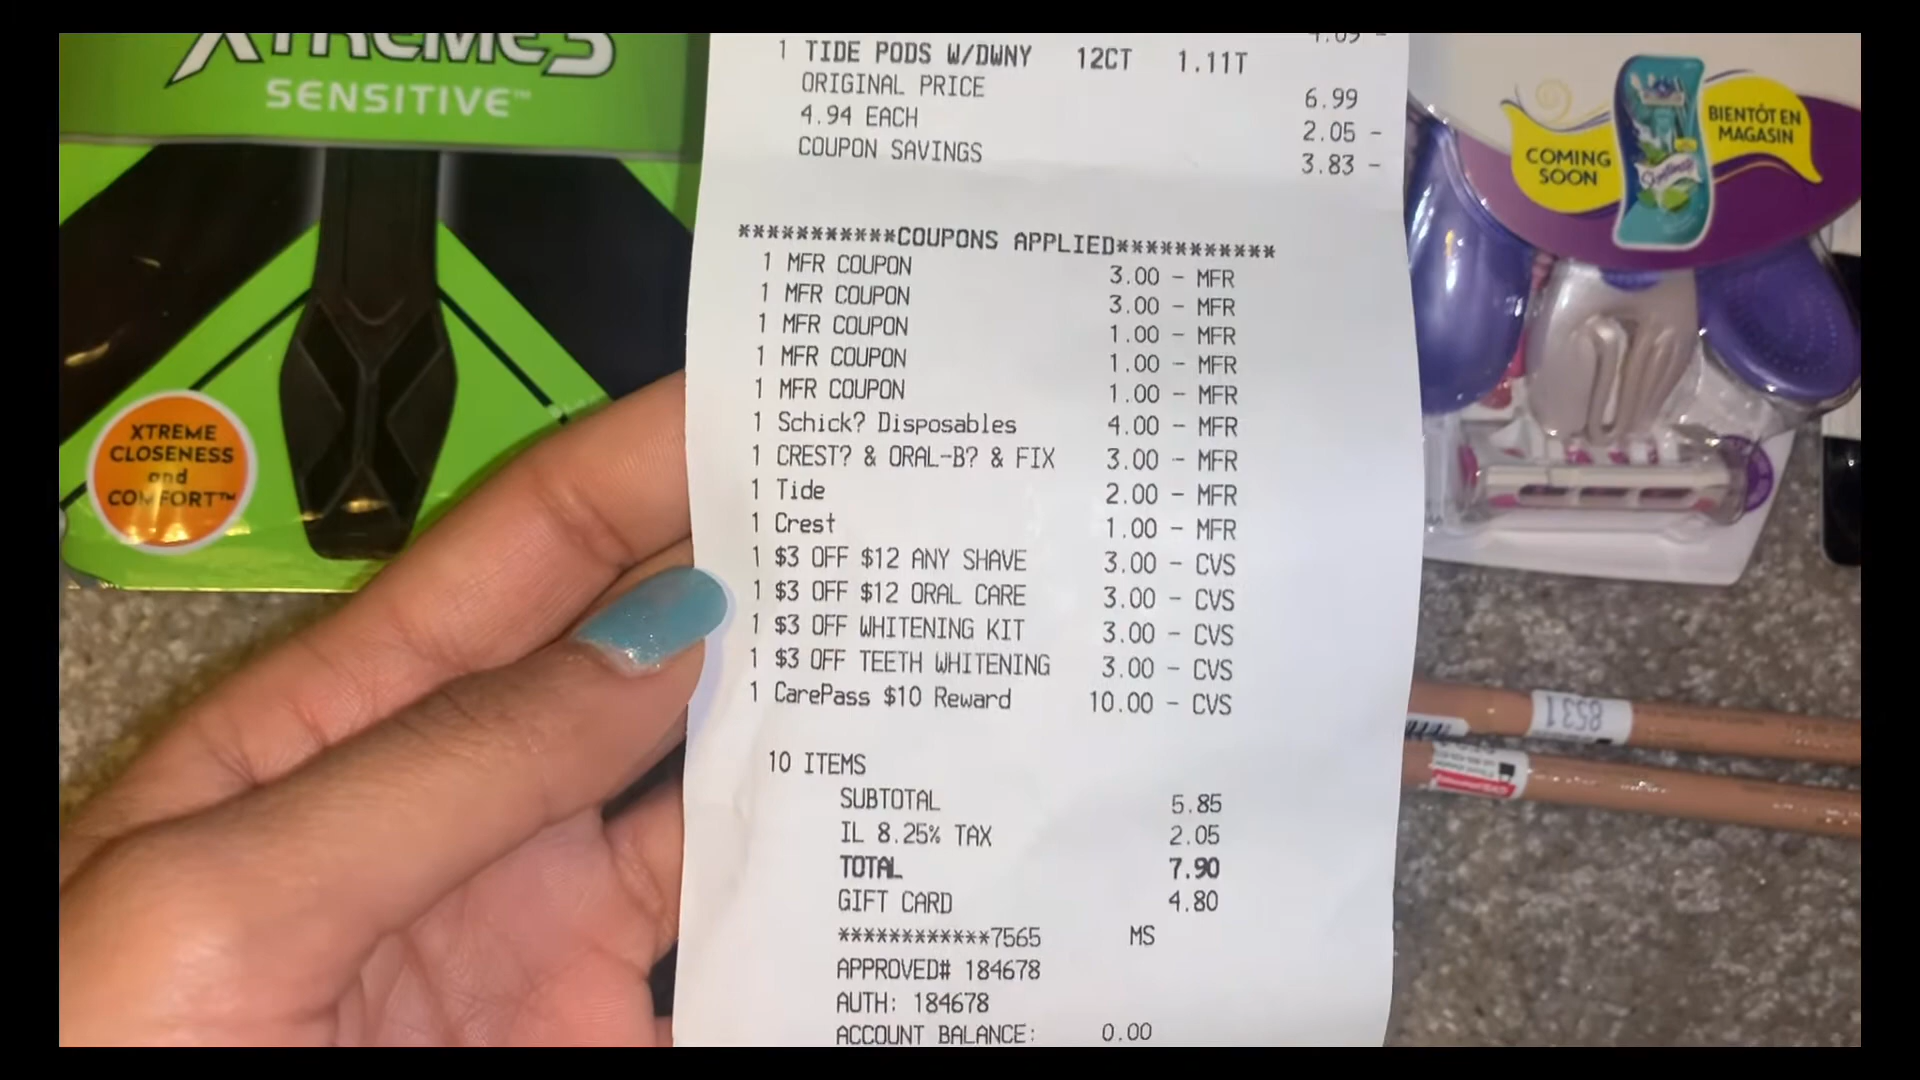 XTREME3
SENSITIVE™
XTREME
CLOSENESS
and
COMFORT™
4.09 -
1 TIDE PODS W/DWNY 12CT 1.11T
ORIGINAL PRICE 6.99
4.94 EACH 2.05 -
COUPON SAVINGS 3.83 -
***********COUPONS APPLIED***********
1 MFR COUPON 3.00 - MFR
1 MFR COUPON 3.00 - MFR
1 MFR COUPON 1.00 - MFR
1 MFR COUPON 1.00 - MFR
1 MFR COUPON 1.00 - MFR
1 Schick? Disposables 4.00 - MFR
1 CREST? & ORAL-B? & FIX 3.00 - MFR
1 Tide 2.00 - MFR
1 Crest 1.00 - MFR
1 $3 OFF $12 ANY SHAVE 3.00 - CVS
1 $3 OFF $12 ORAL CARE 3.00 - CVS
1 $3 OFF WHITENING KIT 3.00 - CVS
1 $3 OFF TEETH WHITENING 3.00 - CVS
1 CarePass $10 Reward 10.00 - CVS
10 ITEMS
SUBTOTAL 5.85
IL 8.25% TAX 2.05
TOTAL 7.90
GIFT CARD 4.80
************7565 MS
APPROVED# 184678
AUTH: 184678
ACCOUNT BALANCE: 0.00
COMING
SOON
BIENTÔT EN
MAGASIN
8531